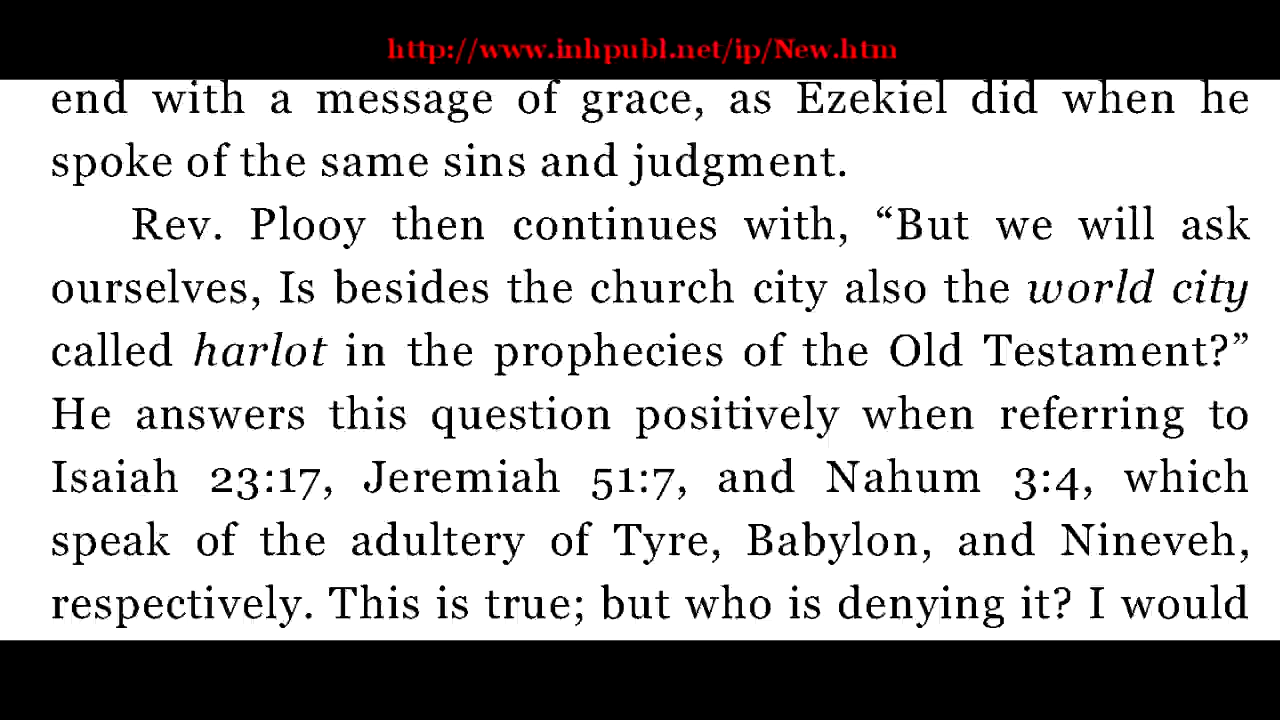 http://www.inhpubl.net/ip/New.htm
end with a message of grace, as Ezekiel did when he
spoke of the same sins and judgment.
Rev. Plooy then continues with, “But we will ask
ourselves, Is besides the church city also the world city
called harlot in the prophecies of the Old Testament?”
He answers this question positively when referring to
Isaiah 23:17, Jeremiah 51:7, and Nahum 3:4, which
speak of the adultery of Tyre, Babylon, and Nineveh,
respectively. This is true; but who is denying it? I would